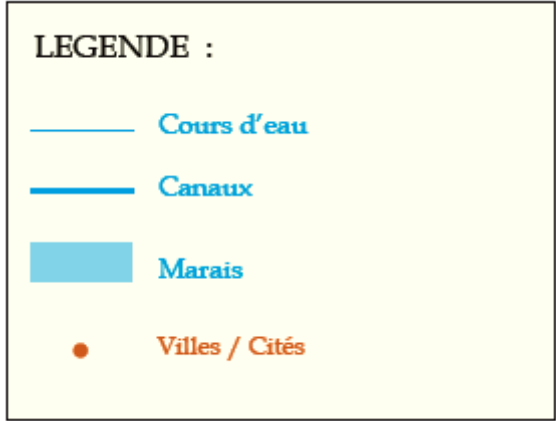 LEGENDE :
Cours d'eau
Canaux
Marais
Villes / Cités